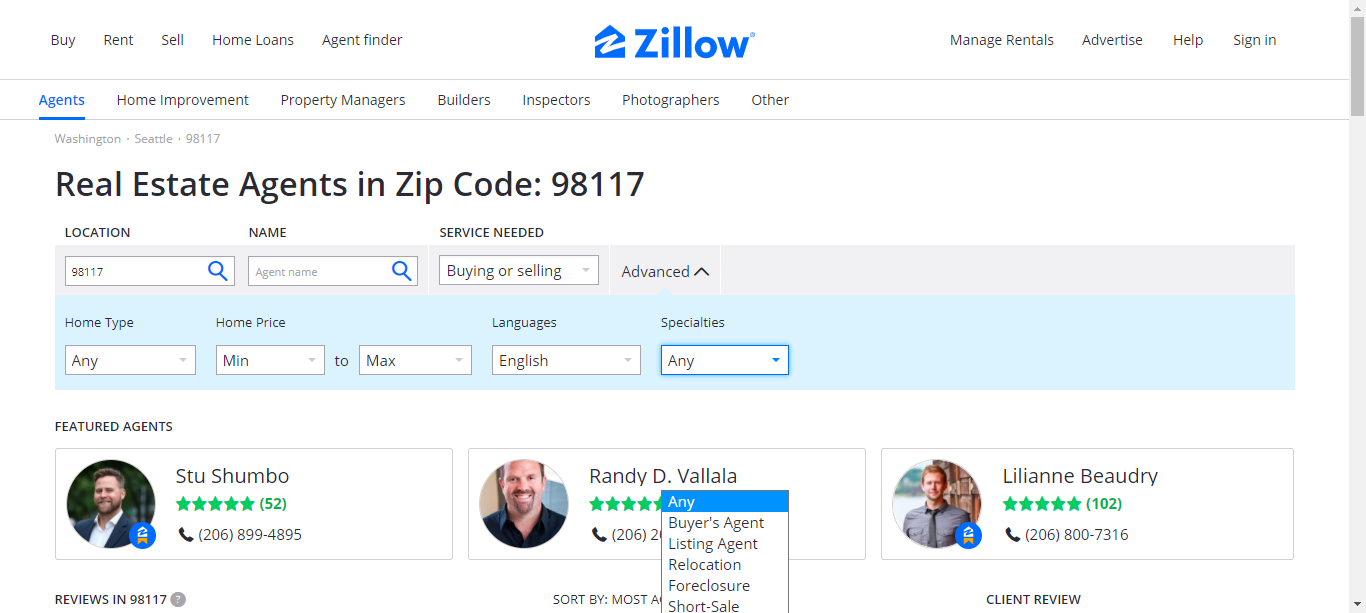 Buy Rent Sell Home Loans Agent finder Zillow® Manage Rentals Advertise Help Sign in
Agents Home Improvement Property Managers Builders Inspectors Photographers Other
Washington · Seattle · 98117
Real Estate Agents in Zip Code: 98117
LOCATION NAME SERVICE NEEDED
98117 Agent name Buying or selling Advanced
Home Type Home Price Languages Specialties
Any Min to Max English Any
FEATURED AGENTS
Stu Shumbo
(52)
(206) 899-4895
Randy D. Vallala
(206)
Lilianne Beaudry
(102)
(206) 800-7316
Any
Buyer's Agent
Listing Agent
Relocation
Foreclosure
Short-Sale
REVIEWS IN 98117 ? SORT BY: MOST CLIENT REVIEW